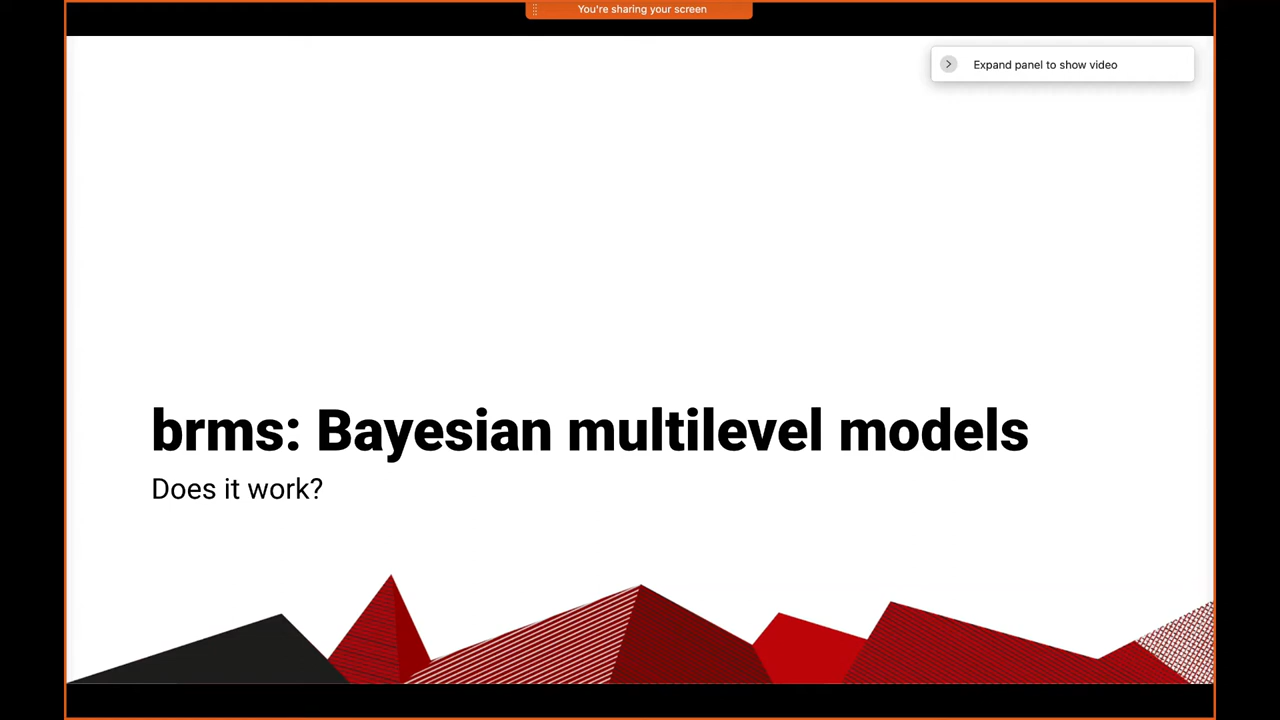 You're sharing your screen
Expand panel to show video
brms: Bayesian multilevel models
Does it work?